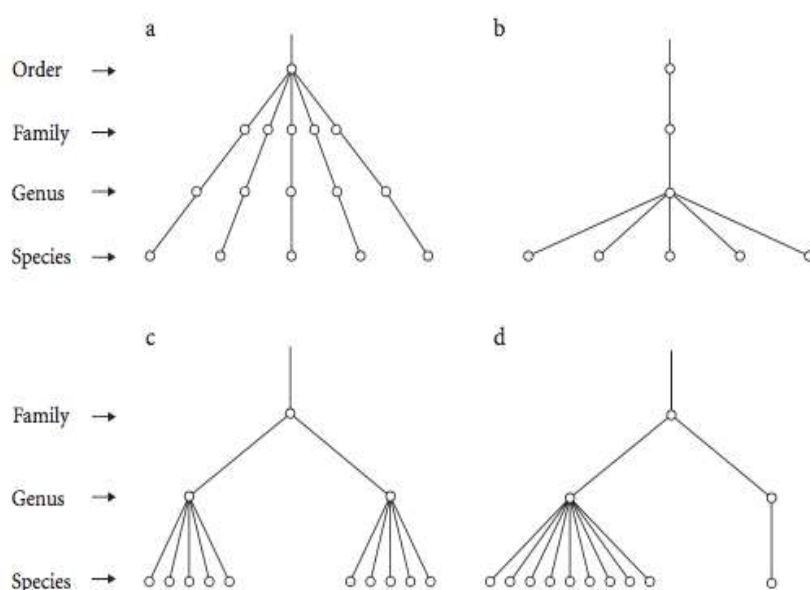 a
b
Order →
Family →
Genus →
Species →
c
d
Family →
Genus →
Species →